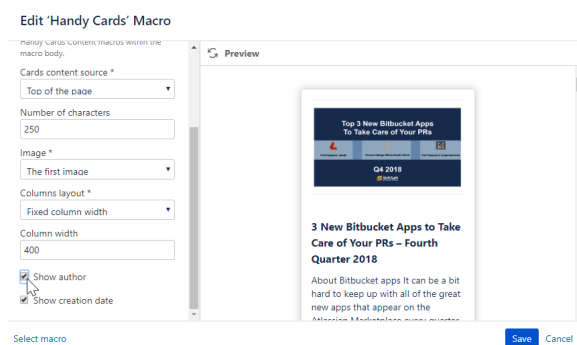 Edit ‘Handy Cards’ Macro
Handy Cards Content macros within the
macro body.
Cards content source *
Top of the page
Number of characters
250
Image *
The first image
Columns layout *
Fixed column width
Column width
400
Show author
Show creation date
Select macro
Preview
Top 3 New Bitbucket Apps
To Take Care of Your PRs
Q4 2018
3 New Bitbucket Apps to Take
Care of Your PRs – Fourth
Quarter 2018
About Bitbucket apps It can be a bit
hard to keep up with all of the great
new apps that appear on the
Atlassian Marketplace every quarter
Save
Cancel